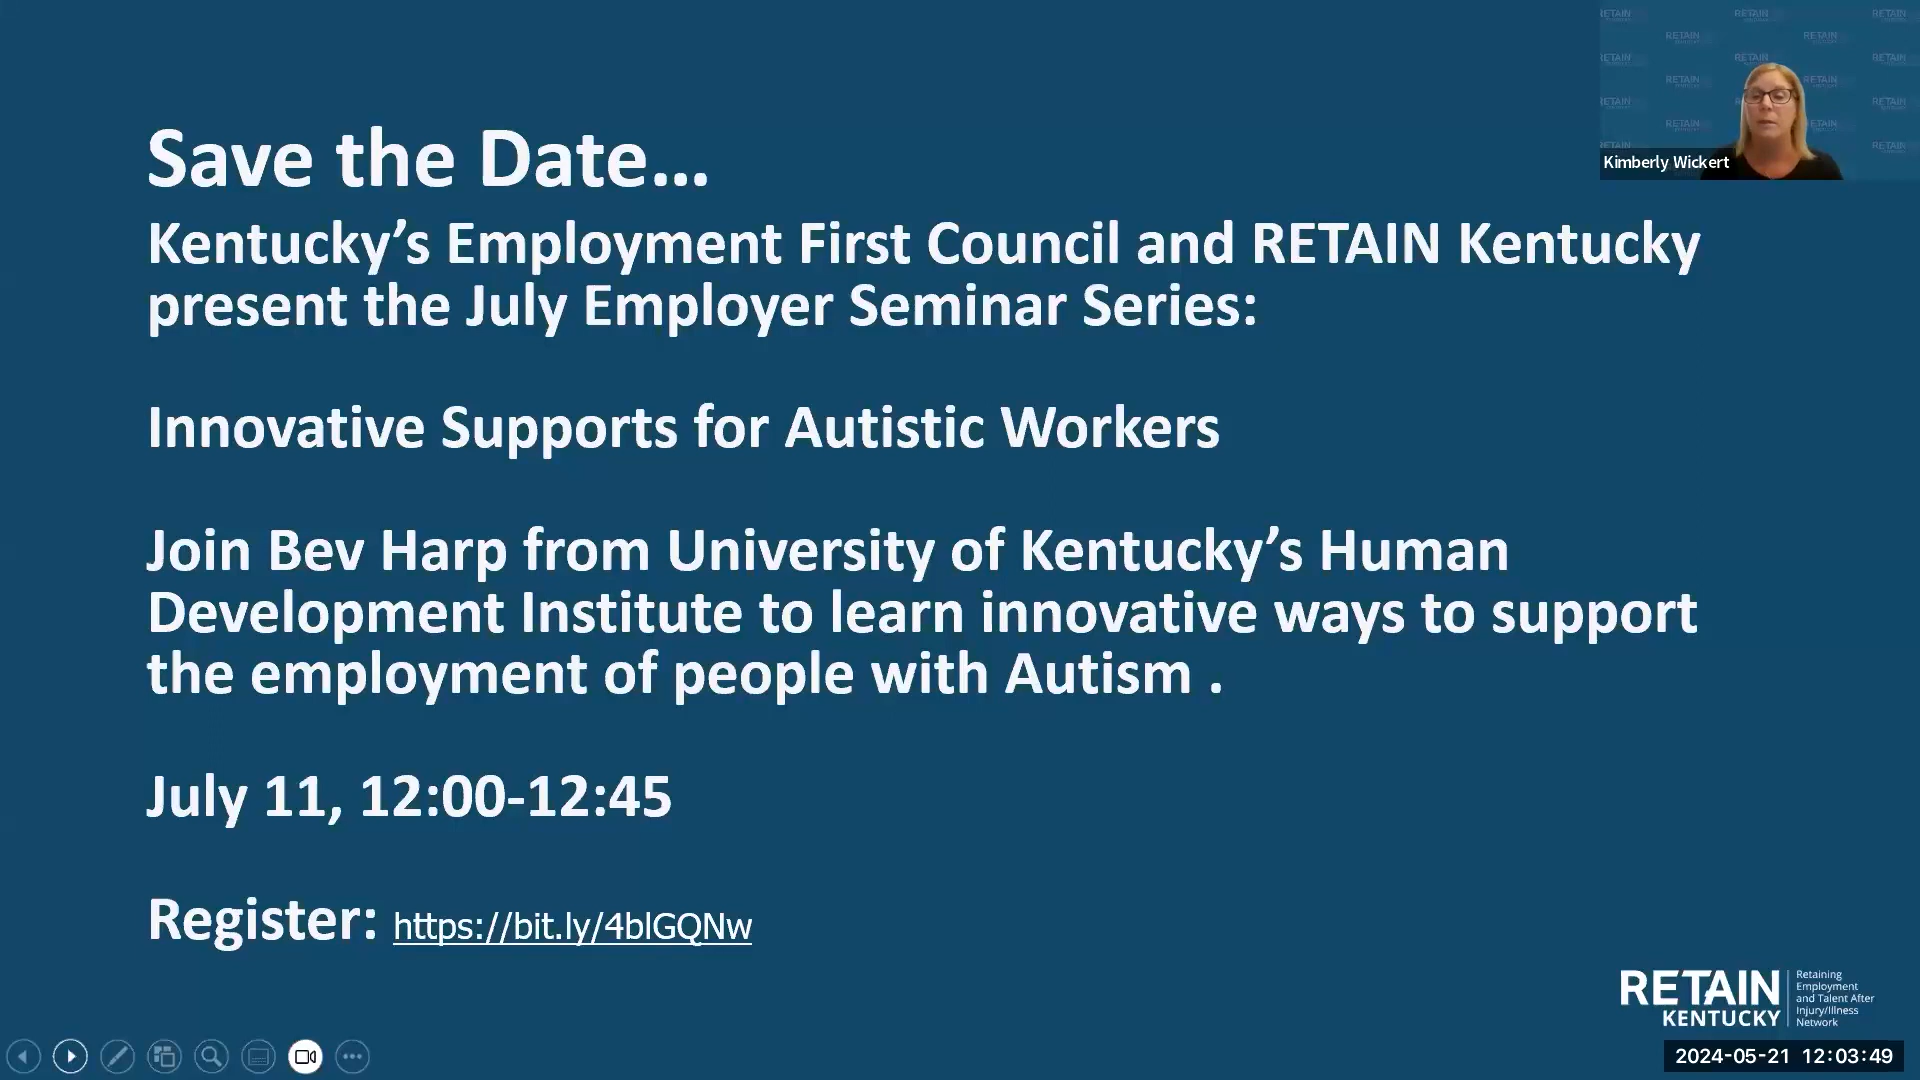 Save the Date...
Kentucky’s Employment First Council and RETAIN Kentucky
present the July Employer Seminar Series:
Innovative Supports for Autistic Workers
Join Bev Harp from University of Kentucky’s Human
Development Institute to learn innovative ways to support
the employment of people with Autism .
July 11, 12:00-12:45
Register: https://bit.ly/4blGQNw
Kimberly Wickert
RETAIN
KENTUCKY
Retaining
Employment
and Talent After
Injury/Illness
Network
2024-05-21 12:03:49